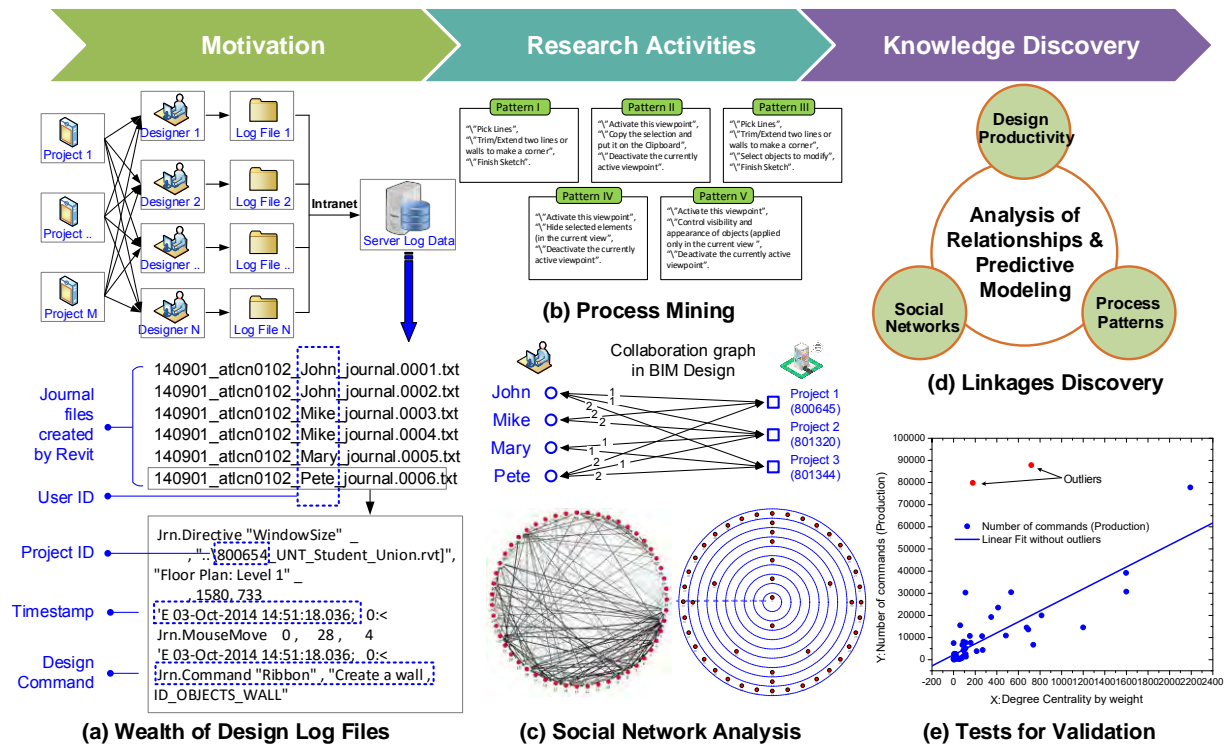 Motivation
Research Activities
Knowledge Discovery
Project 1
Project ..
Project M
Designer 1
Designer 2
Designer ..
Designer N
Log File 1
Log File 2
Log File ..
Log File N
Intranet
Server Log Data
Journal
files
created
by Revit
140901_atlcn0102_John_journal.0001.txt
140901_atlcn0102_John_journal.0002.txt
140901_atlcn0102_Mike_journal.0003.txt
140901_atlcn0102_Mike_journal.0004.txt
140901_atlcn0102_Mary_journal.0005.txt
140901_atlcn0102_Pete_journal.0006.txt
User ID
Project ID
Timestamp
Design
Command
Jrn.Directive "WindowSize" _
, "..\800654_UNT_Student_Union.rvt]",
"Floor Plan: Level 1" _
, 1580, 733
'E 03-Oct-2014 14:51:18.036; 0:<
Jrn.MouseMove 0 , 28 , 4
'E 03-Oct-2014 14:51:18.036; 0:<
Jrn.Command "Ribbon" , "Create a wall ,
ID_OBJECTS_WALL"
(a) Wealth of Design Log Files
Pattern I
"\"Pick Lines",
"\"Trim/Extend two lines or
walls to make a corner",
"\"Finish Sketch".
Pattern II
"\"Activate this viewpoint",
"\"Copy the selection and
put it on the Clipboard",
"\"Deactivate the currently
active viewpoint".
Pattern III
"\"Pick Lines",
"\"Trim/Extend two lines or
walls to make a corner",
"\"Select objects to modify",
"\"Finish Sketch".
Pattern IV
"\"Activate this viewpoint",
"\"Hide selected elements
(in the current view)",
"\"Deactivate the currently
active viewpoint".
Pattern V
"\"Activate this viewpoint",
"\"Control visibility and
appearance of objects (applied
only in the current view ",
"\"Deactivate the currently active
viewpoint".
(b) Process Mining
Collaboration graph
in BIM Design
John
Mike
Mary
Pete
1
2
1
2
2
1
1
2
1
2
Project 1
(800645)
Project 2
(801320)
Project 3
(801344)
(c) Social Network Analysis
Design
Productivity
Analysis of
Relationships &
Predictive
Modeling
Social
Networks
Process
Patterns
(d) Linkages Discovery
Y:Number of commands (Production)
100000
90000
80000
70000
60000
50000
40000
30000
20000
10000
0
Outliers
Number of commands (Production)
Linear Fit without outliers
-200 0 200 400 600 800 1000 1200 1400 1600 1800 2000 2200 2400
X:Degree Centrality by weight
(e) Tests for Validation